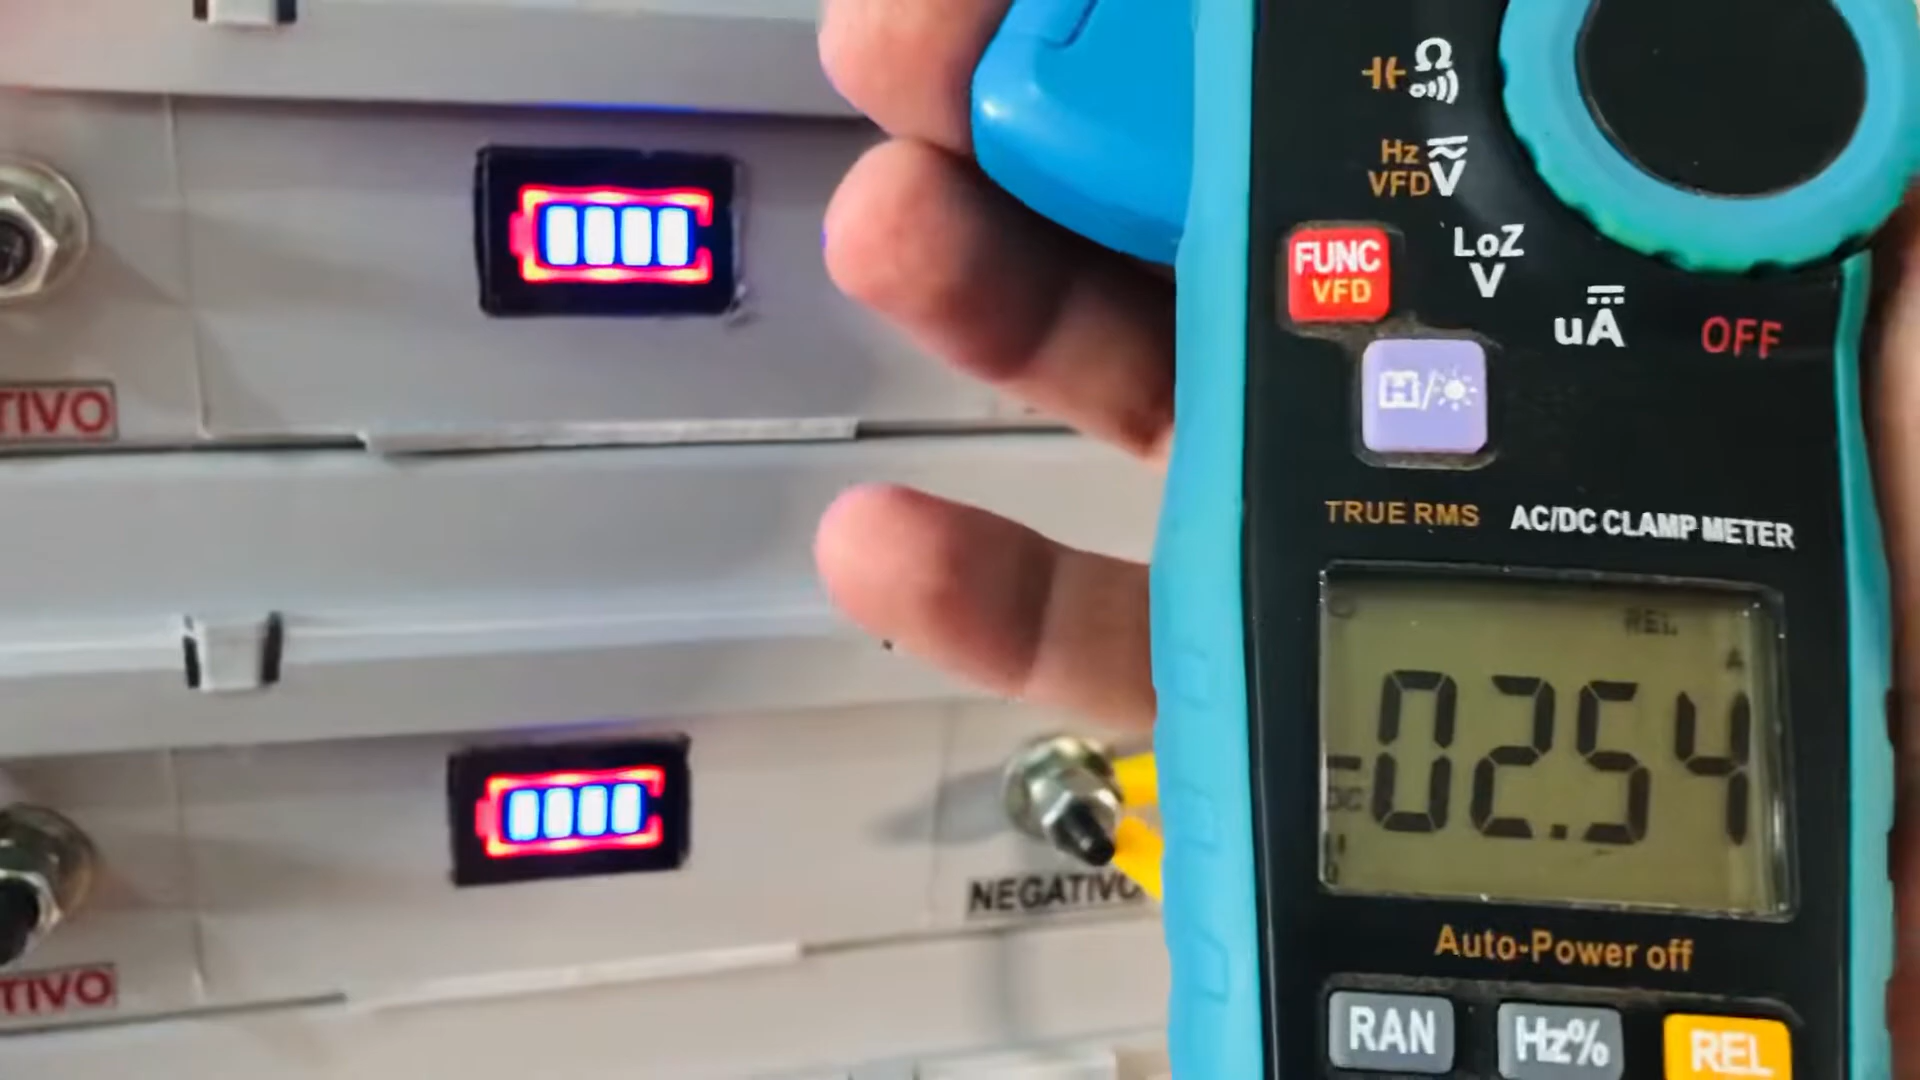 Ω
Hz V
VFD
LoZ
V
FUNC
VFD
uA
OFF
H/
TIVO
TRUE RMS
AC/DC CLAMP METER
REL
A
-02.54
DC
NEGATIVO
Auto-Power off
TIVO
RAN
Hz%
REL